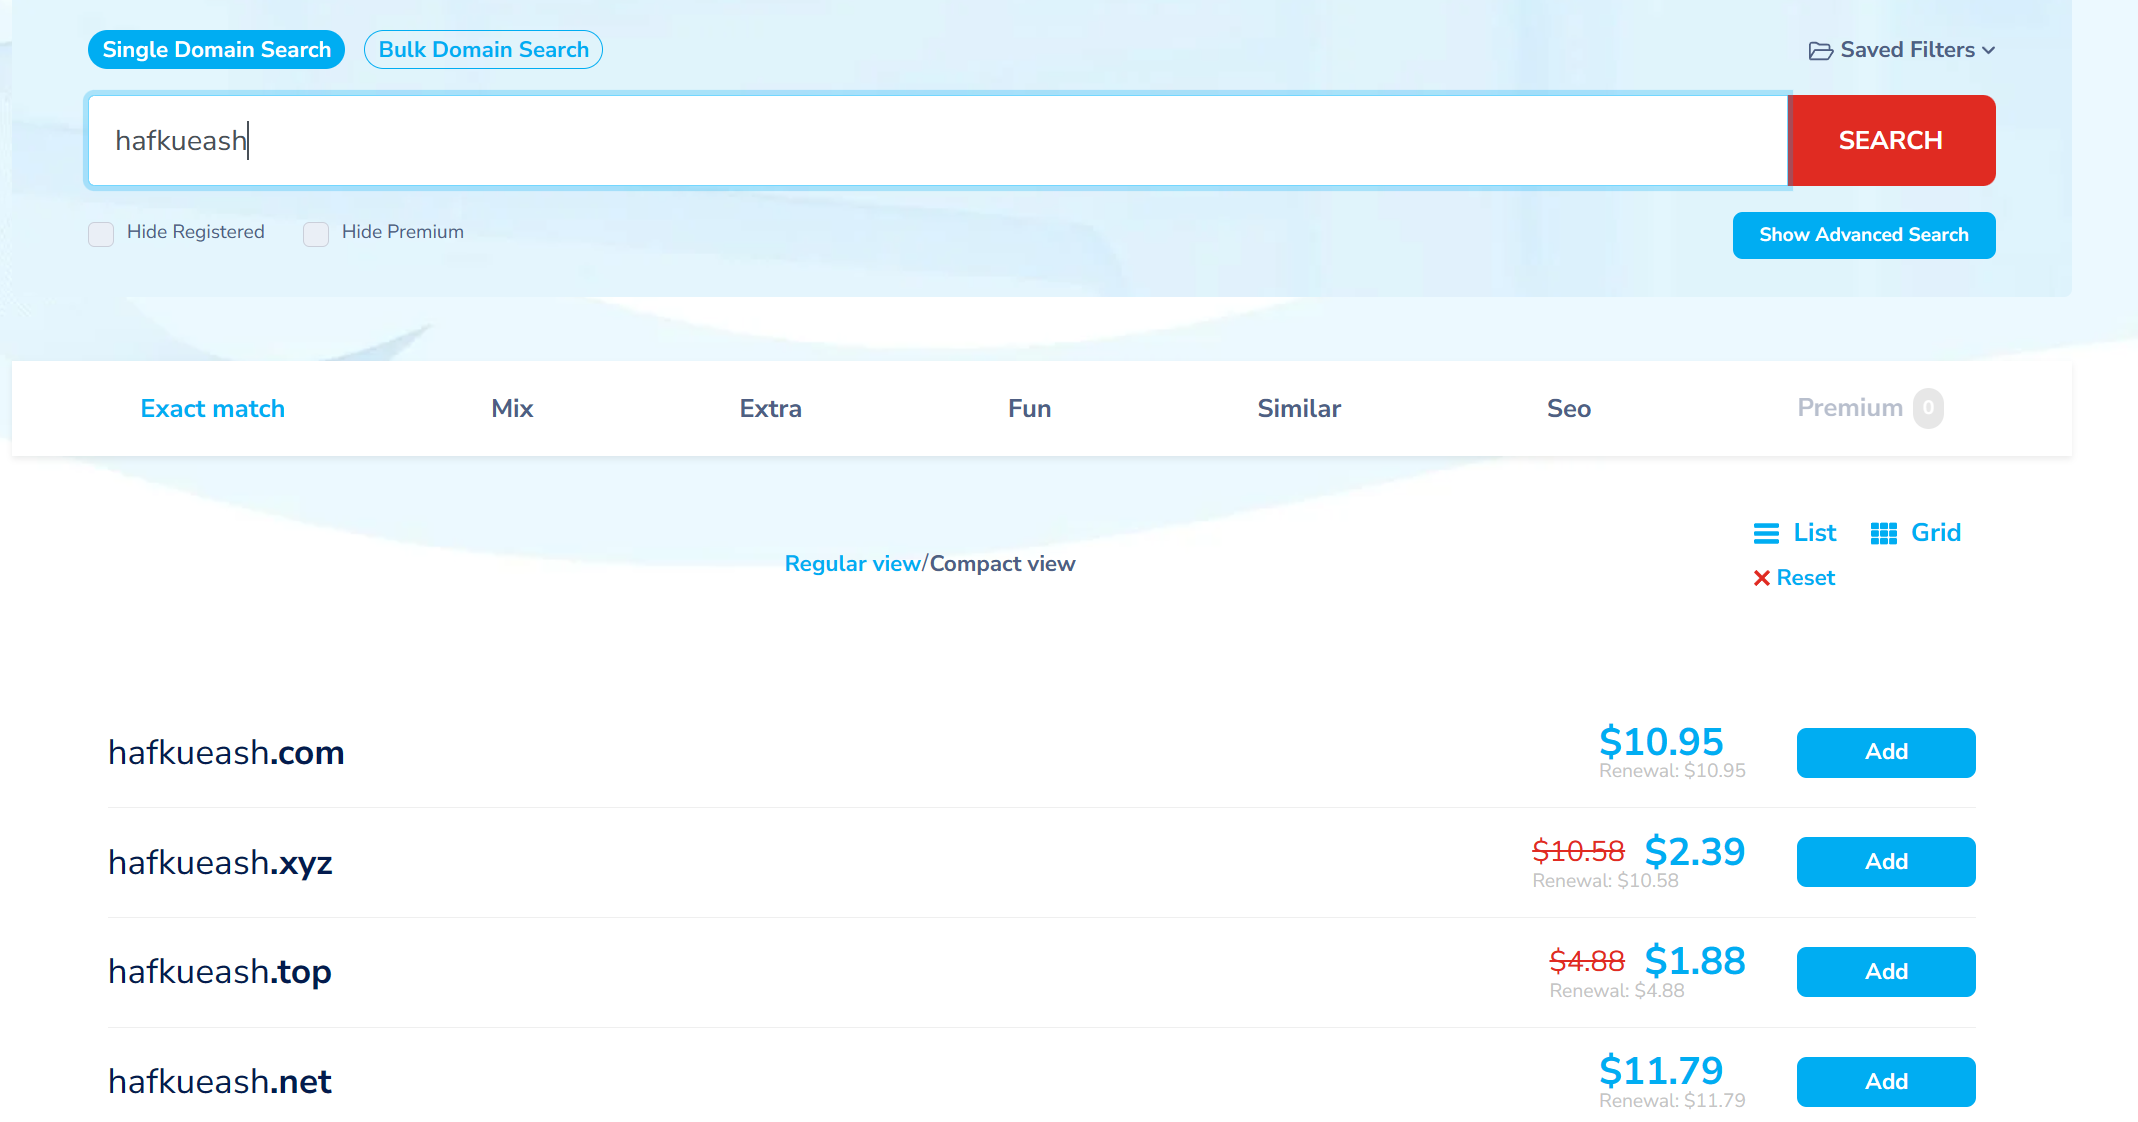 Single Domain Search Bulk Domain Search Saved Filters
hafkueash SEARCH
Hide Registered Hide Premium Show Advanced Search
Exact match Mix Extra Fun Similar Seo Premium 0
List Grid
Regular view/Compact view
Reset
hafkueash.com $10.95 Add
Renewal: $10.95
hafkueash.xyz $10.58 $2.39 Add
Renewal: $10.58
hafkueash.top $4.88 $1.88 Add
Renewal: $4.88
hafkueash.net $11.79 Add
Renewal: $11.79